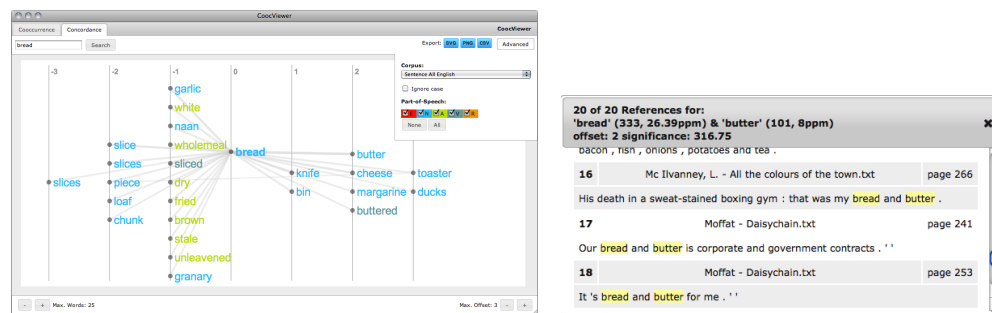 CoocViewer
Cooccurrence Concordance CoocViewer
bread Search Export: SVG PNG CSV Advanced
Corpus:
Sentence All English
Ignore case
Part-of-Speech:
E N A V R
None All
-3 -2 -1 0 1 2
garlic
white
naan
slice wholemeal bread butter
slices sliced knife cheese toaster
slices piece dry bin margarine ducks
loaf fried buttered
chunk brown
stale
unleavened
granary
- + Max. Words: 25 Max. Offset: 3 - +
20 of 20 References for:
'bread' (333, 26.39ppm) & 'butter' (101, 8ppm)
offset: 2 significance: 316.75
bacon , fish , onions , potatoes and tea .
16 Mc Ilvanney, L. - All the colours of the town.txt page 266
His death in a sweat-stained boxing gym : that was my bread and butter .
17 Moffat - Daisychain.txt page 241
Our bread and butter is corporate and government contracts . ' '
18 Moffat - Daisychain.txt page 253
It 's bread and butter for me . ' '